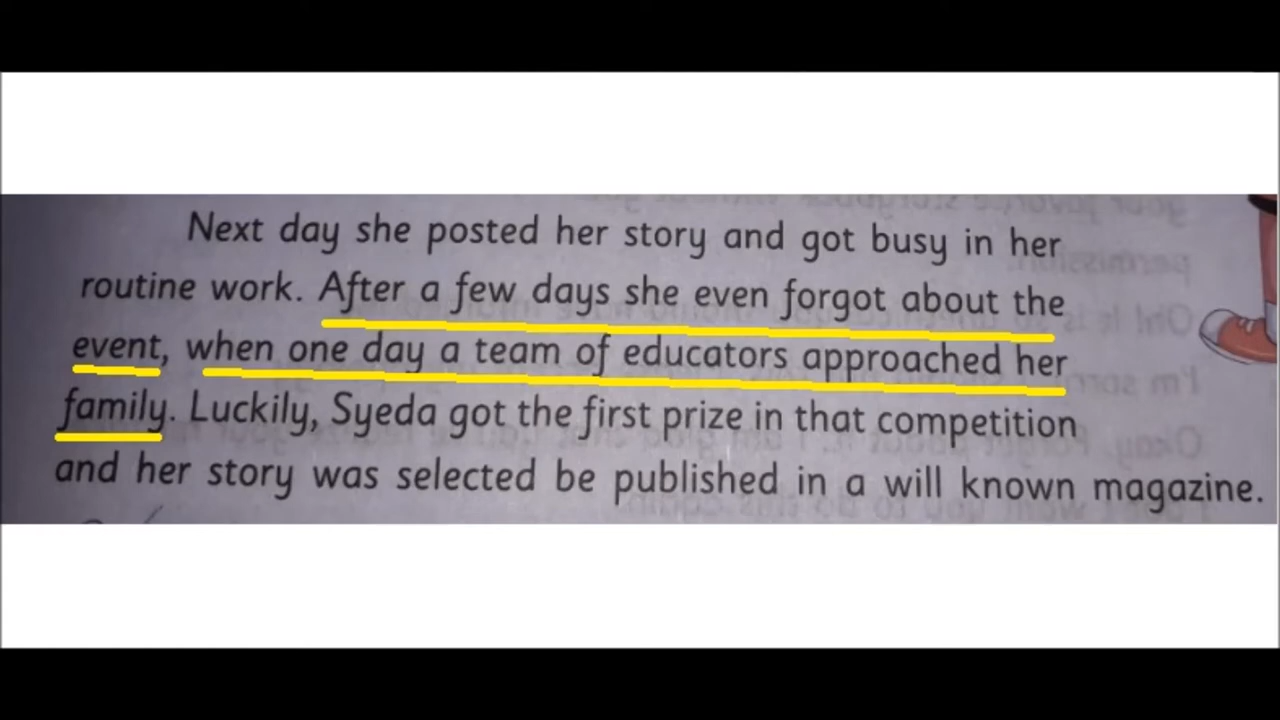 Next day she posted her story and got busy in her
routine work. After a few days she even forgot about the
event, when one day a team of educators approached her
family. Luckily, Syeda got the first prize in that competition
and her story was selected be published in a will known magazine.